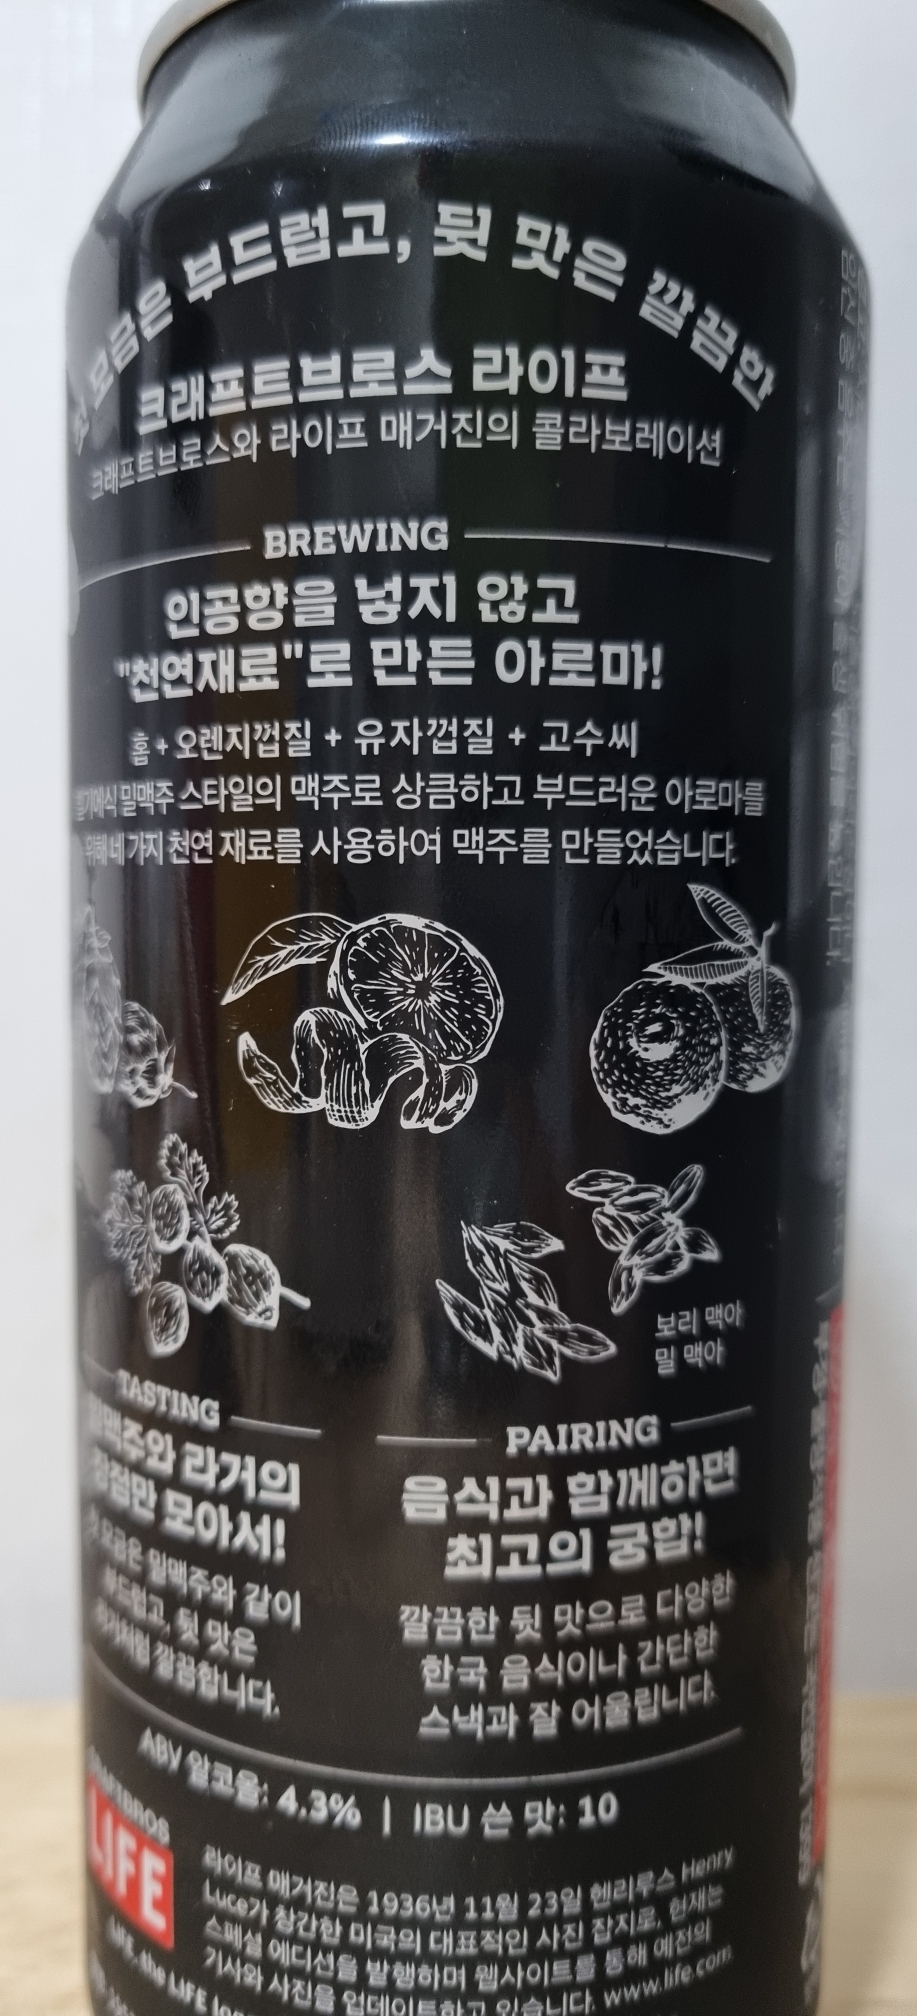 모금은 부드럽고, 뒷 맛은 깔끔한
크래프트브로스 라이프
크래프트브로스와 라이프 매거진의 콜라보레이션
BREWING
인공향을 넣지 않고
"천연재료"로 만든 아로마!
홉 + 오렌지껍질 + 유자껍질 + 고수씨
벨기에식 밀맥주 스타일의 맥주로 상큼하고 부드러운 아로마를
위해 네 가지 천연 재료를 사용하여 맥주를 만들었습니다.
보리 맥아
밀 맥아
TASTING
밀맥주와 라거의
장점만 모아서!
첫 모금은 밀맥주와 같이
부드럽고, 뒷 맛은
라거처럼 깔끔합니다.
PAIRING
음식과 함께하면
최고의 궁합!
깔끔한 뒷 맛으로 다양한
한국 음식이나 간단한
스낵과 잘 어울립니다.
ABV 알코올: 4.3% | IBU 쓴 맛: 10
LIFE
라이프 매거진은 1936년 11월 23일 헨리루스 Henry
Luce가 창간한 미국의 대표적인 사진 잡지로, 현재는
스페셜 에디션을 발행하며 웹사이트를 통해 예전의
기사와 사진을 업데이트하고 있습니다. www.life.com
LIFE, the LIFE